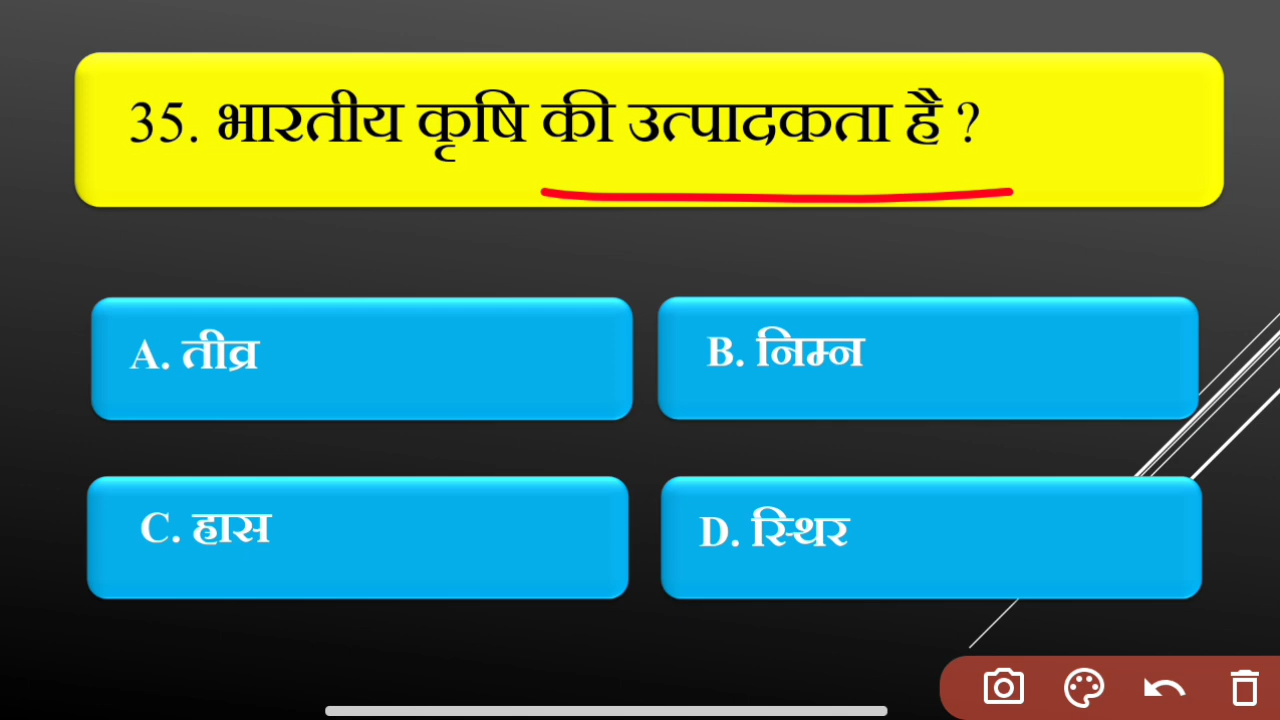 35. भारतीय कृषि की उत्पादकता है ?
A. तीव्र
B. निम्न
C. हास
D. स्थिर